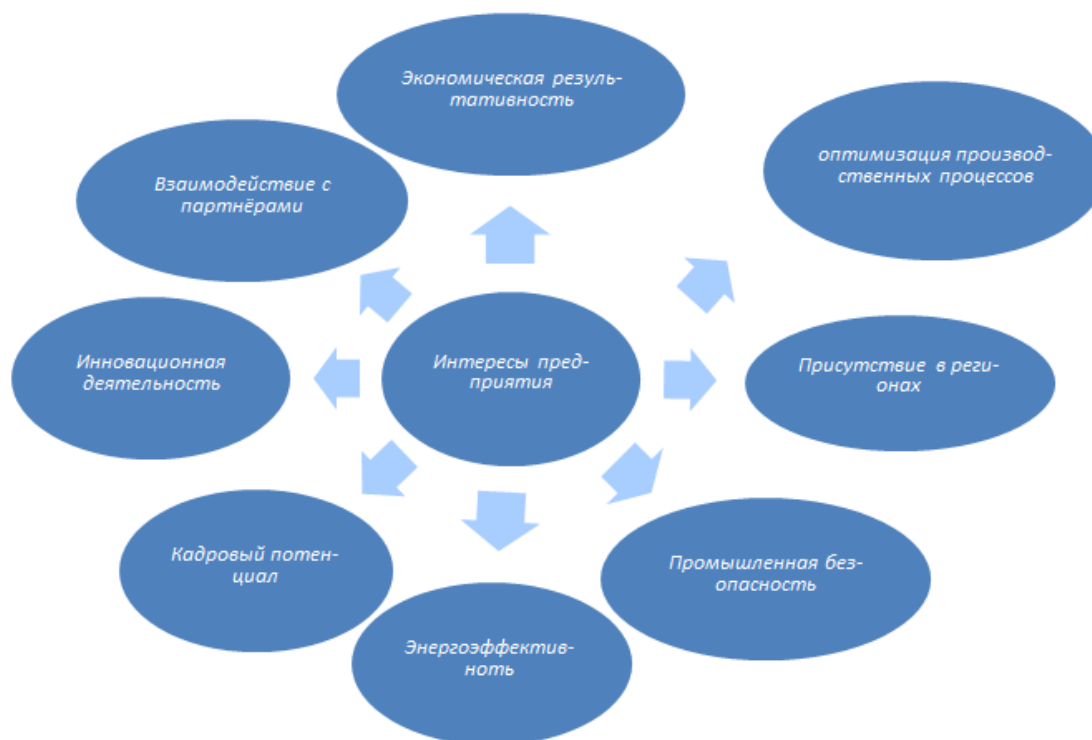 Экономическая резуль-
тативность
оптимизация производ-
ственных процессов
Взаимодействие с
партнёрами
Инновационная
деятельность
Интересы пред-
приятия
Присутствие в реги-
онах
Кадровый потен-
циал
Промышленная без-
опасность
Энергоэффектив-
ноть